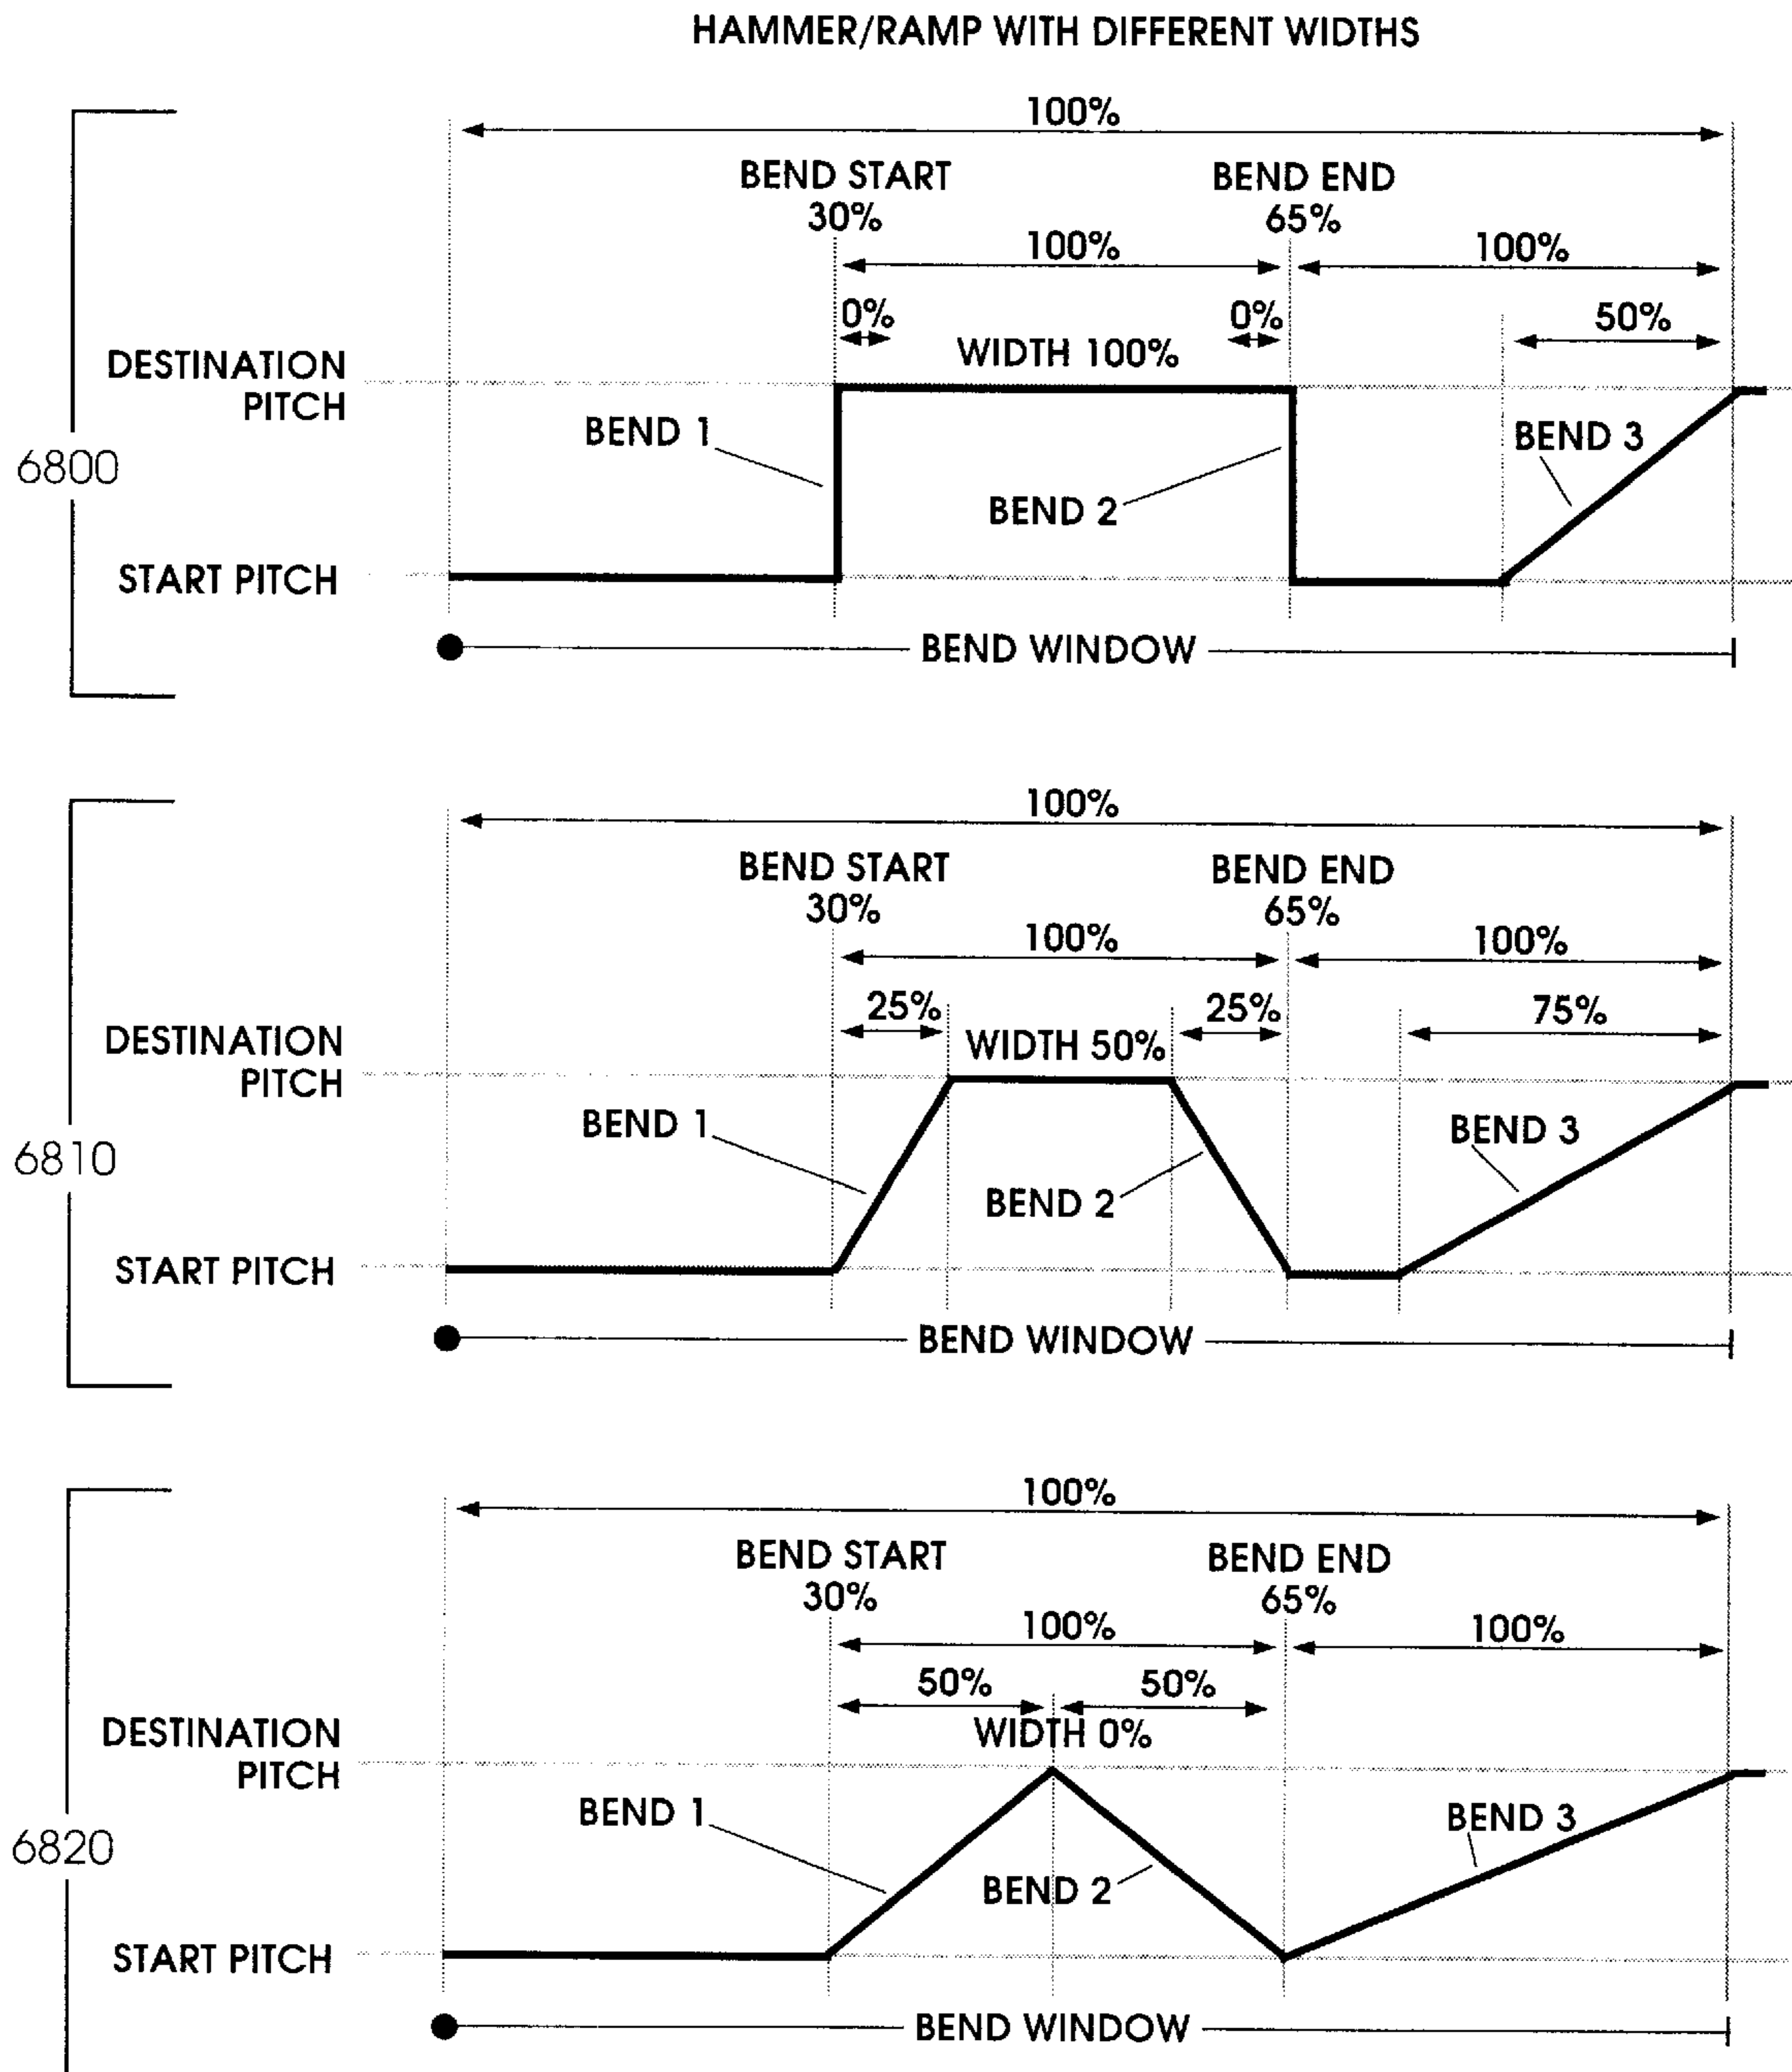 HAMMER/RAMP WITH DIFFERENT WIDTHS
100%
BEND START
30%
BEND END
65%
100%
100%
0%
0%
50%
WIDTH 100%
DESTINATION
PITCH
BEND 1
BEND 2
BEND 3
6800
START PITCH
BEND WINDOW
100%
BEND START
30%
BEND END
65%
100%
100%
25%
25%
75%
WIDTH 50%
DESTINATION
PITCH
BEND 1
BEND 2
BEND 3
6810
START PITCH
BEND WINDOW
100%
BEND START
30%
BEND END
65%
100%
100%
50%
50%
WIDTH 0%
DESTINATION
PITCH
BEND 1
BEND 2
BEND 3
6820
START PITCH
BEND WINDOW